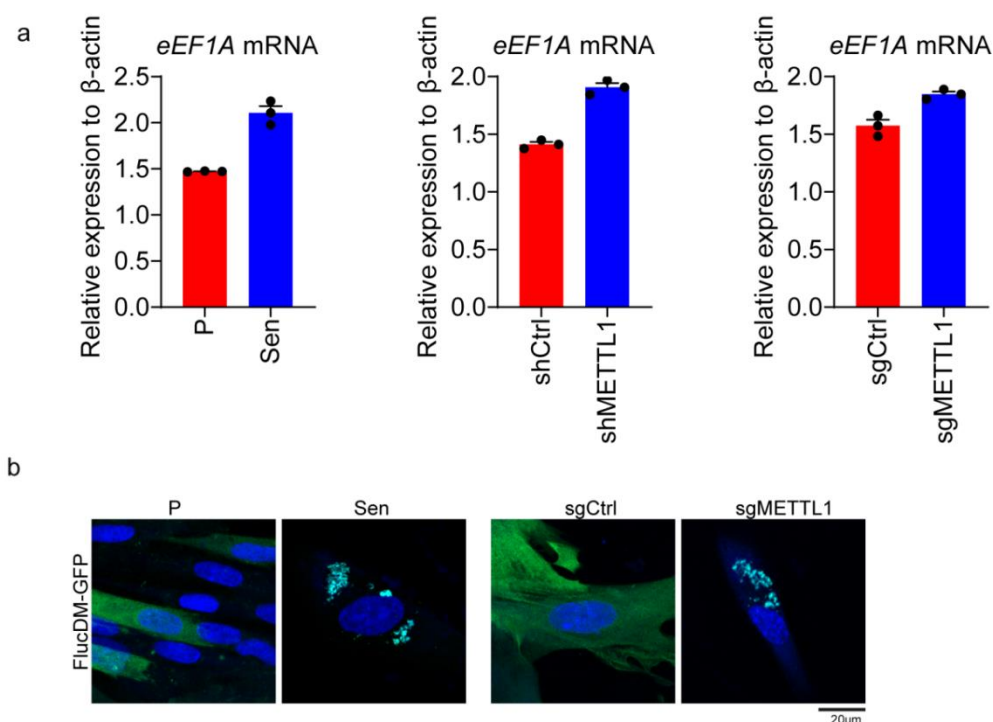 a
eEF1A mRNA
Relative expression to β-actin
2.5
2.0
1.5
1.0
0.5
0.0
P
Sen
eEF1A mRNA
Relative expression to β-actin
2.0
1.5
1.0
0.5
0.0
shCtrl
shMETTL1
eEF1A mRNA
Relative expression to β-actin
2.0
1.5
1.0
0.5
0.0
sgCtrl
sgMETTL1
b
P
Sen
sgCtrl
sgMETTL1
FlucDM-GFP
20µm